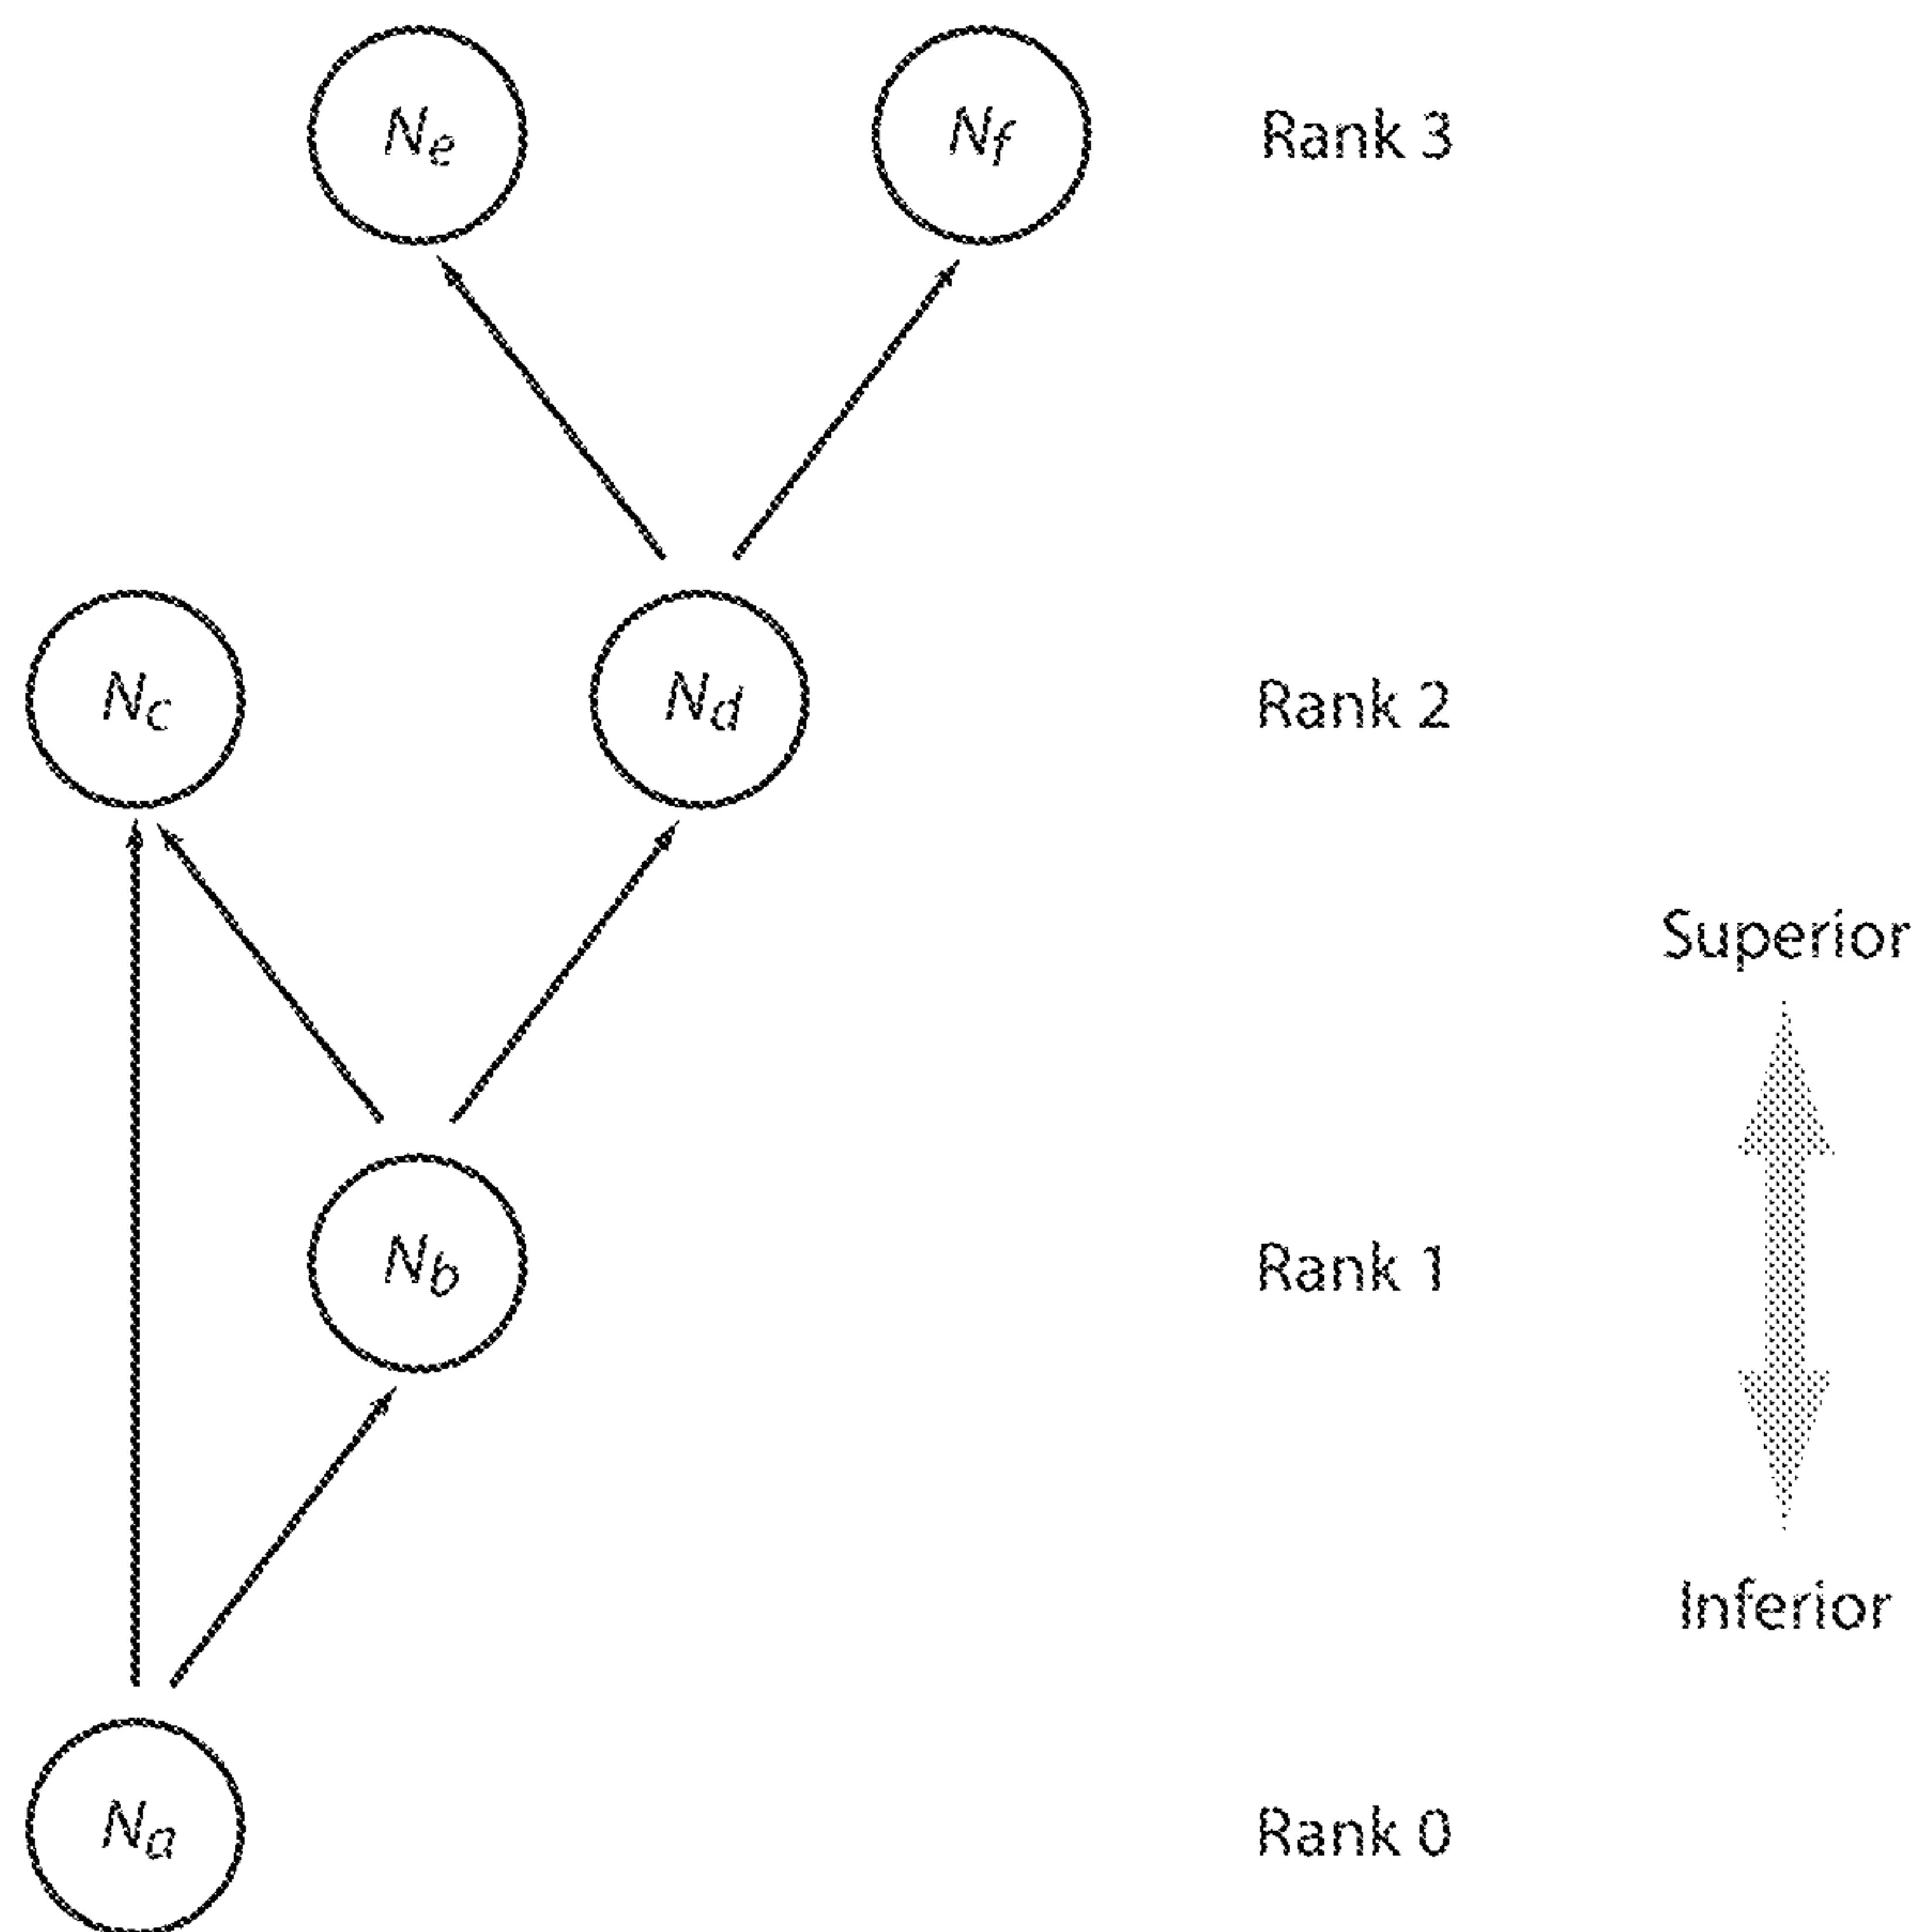 Ne Nf Rank 3
Nc Nd Rank 2
Superior
Nb Rank 1
Inferior
Na Rank 0